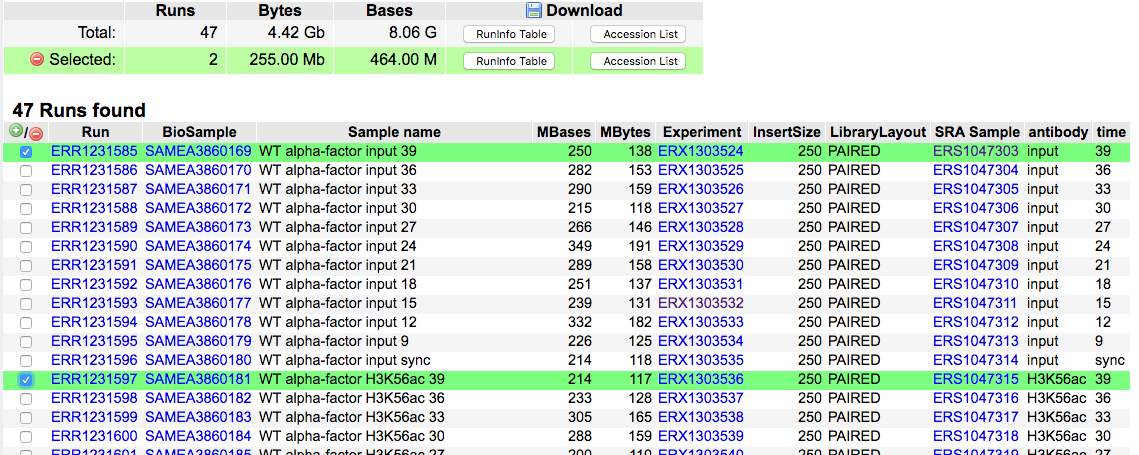 Runs Bytes Bases Download
Total: 47 4.42 Gb 8.06 G RunInfo Table Accession List
Selected: 2 255.00 Mb 464.00 M RunInfo Table Accession List
47 Runs found
/ Run BioSample Sample name MBases MBytes Experiment InsertSize LibraryLayout SRA Sample antibody time
ERR1231585 SAMEA3860169 WT alpha-factor input 39 250 138 ERX1303524 250 PAIRED ERS1047303 input 39
ERR1231586 SAMEA3860170 WT alpha-factor input 36 282 153 ERX1303525 250 PAIRED ERS1047304 input 36
ERR1231587 SAMEA3860171 WT alpha-factor input 33 290 159 ERX1303526 250 PAIRED ERS1047305 input 33
ERR1231588 SAMEA3860172 WT alpha-factor input 30 215 118 ERX1303527 250 PAIRED ERS1047306 input 30
ERR1231589 SAMEA3860173 WT alpha-factor input 27 266 146 ERX1303528 250 PAIRED ERS1047307 input 27
ERR1231590 SAMEA3860174 WT alpha-factor input 24 349 191 ERX1303529 250 PAIRED ERS1047308 input 24
ERR1231591 SAMEA3860175 WT alpha-factor input 21 289 158 ERX1303530 250 PAIRED ERS1047309 input 21
ERR1231592 SAMEA3860176 WT alpha-factor input 18 251 137 ERX1303531 250 PAIRED ERS1047310 input 18
ERR1231593 SAMEA3860177 WT alpha-factor input 15 239 131 ERX1303532 250 PAIRED ERS1047311 input 15
ERR1231594 SAMEA3860178 WT alpha-factor input 12 332 182 ERX1303533 250 PAIRED ERS1047312 input 12
ERR1231595 SAMEA3860179 WT alpha-factor input 9 226 125 ERX1303534 250 PAIRED ERS1047313 input 9
ERR1231596 SAMEA3860180 WT alpha-factor input sync 214 118 ERX1303535 250 PAIRED ERS1047314 input sync
ERR1231597 SAMEA3860181 WT alpha-factor H3K56ac 39 214 117 ERX1303536 250 PAIRED ERS1047315 H3K56ac 39
ERR1231598 SAMEA3860182 WT alpha-factor H3K56ac 36 233 128 ERX1303537 250 PAIRED ERS1047316 H3K56ac 36
ERR1231599 SAMEA3860183 WT alpha-factor H3K56ac 33 305 165 ERX1303538 250 PAIRED ERS1047317 H3K56ac 33
ERR1231600 SAMEA3860184 WT alpha-factor H3K56ac 30 288 159 ERX1303539 250 PAIRED ERS1047318 H3K56ac 30